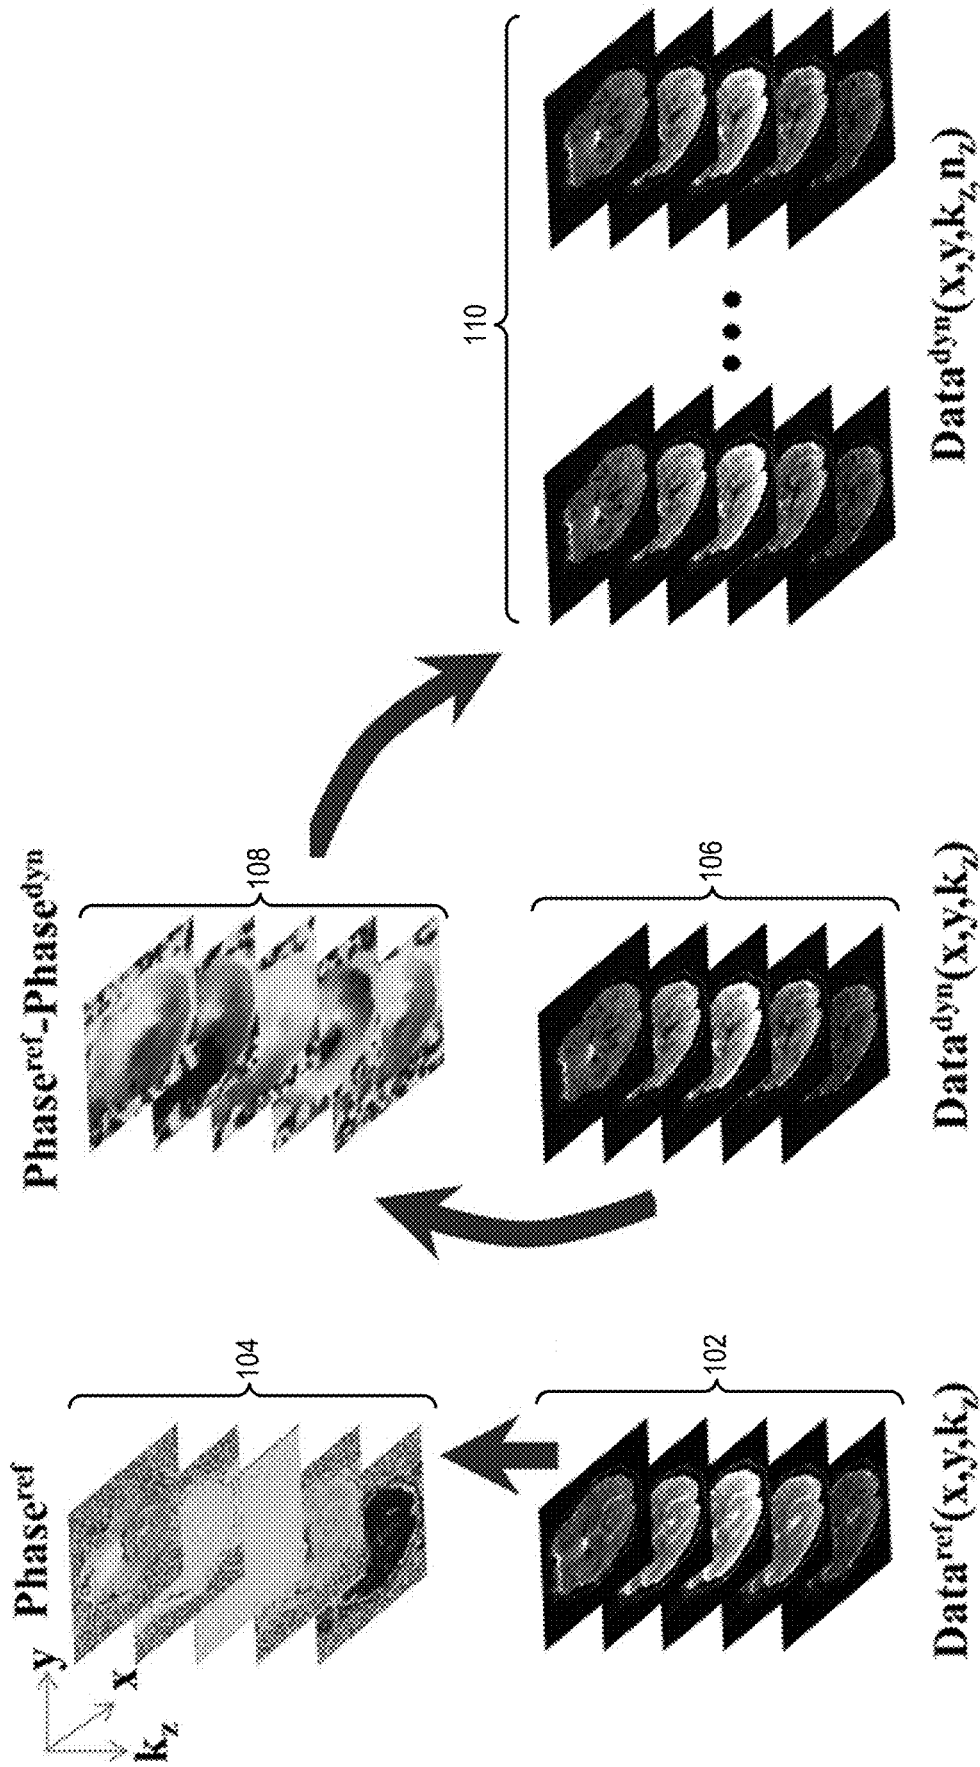 y
x
k_z
Phase^ref
104
102
Data^ref(x,y,k_z)
Phase^ref-Phase^dyn
108
106
Data^dyn(x,y,k_z)
110
Data^dyn(x,y,k_z,n_z)